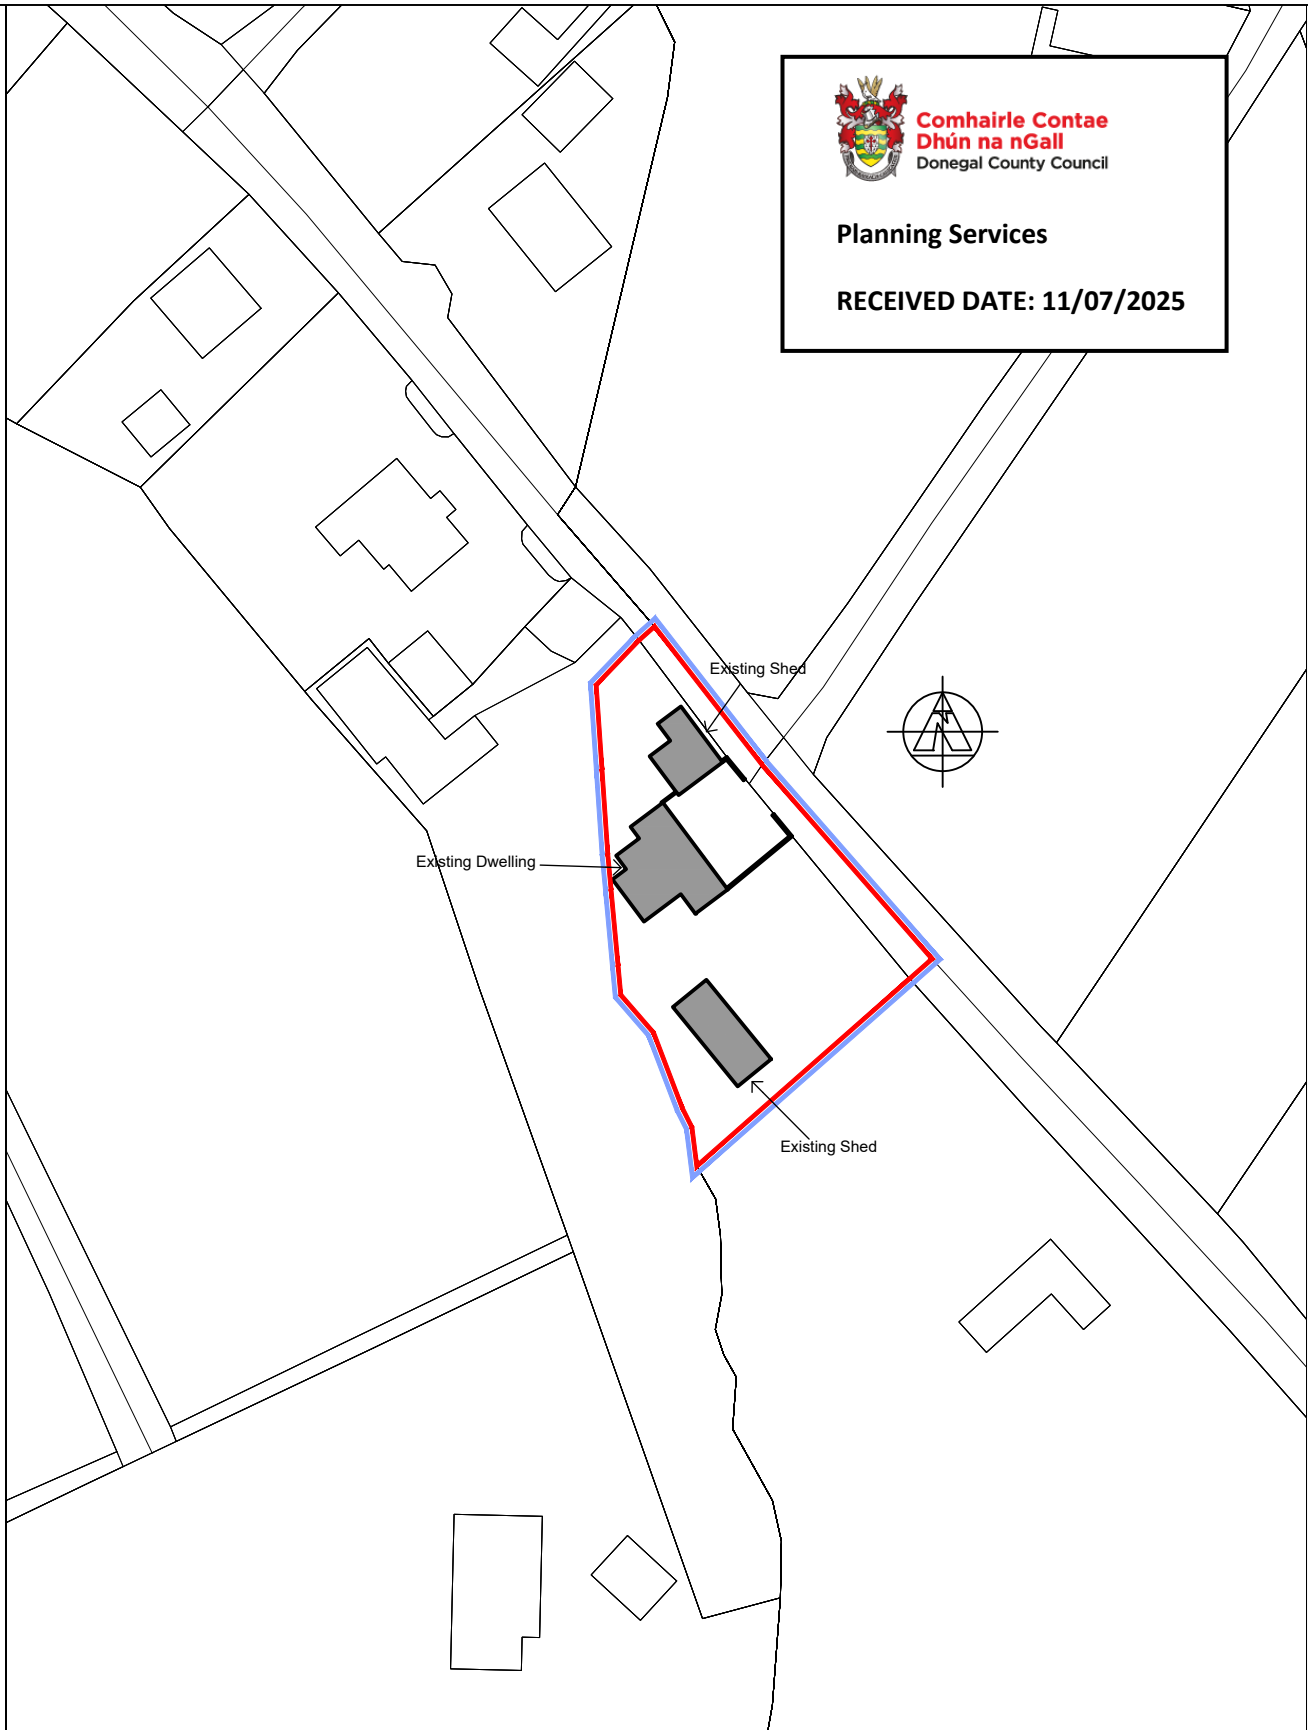 Comhairle Contae
Dhún na nGall
Donegal County Council
Planning Services
RECEIVED DATE: 11/07/2025
Existing Shed
Existing Dwelling
Existing Shed